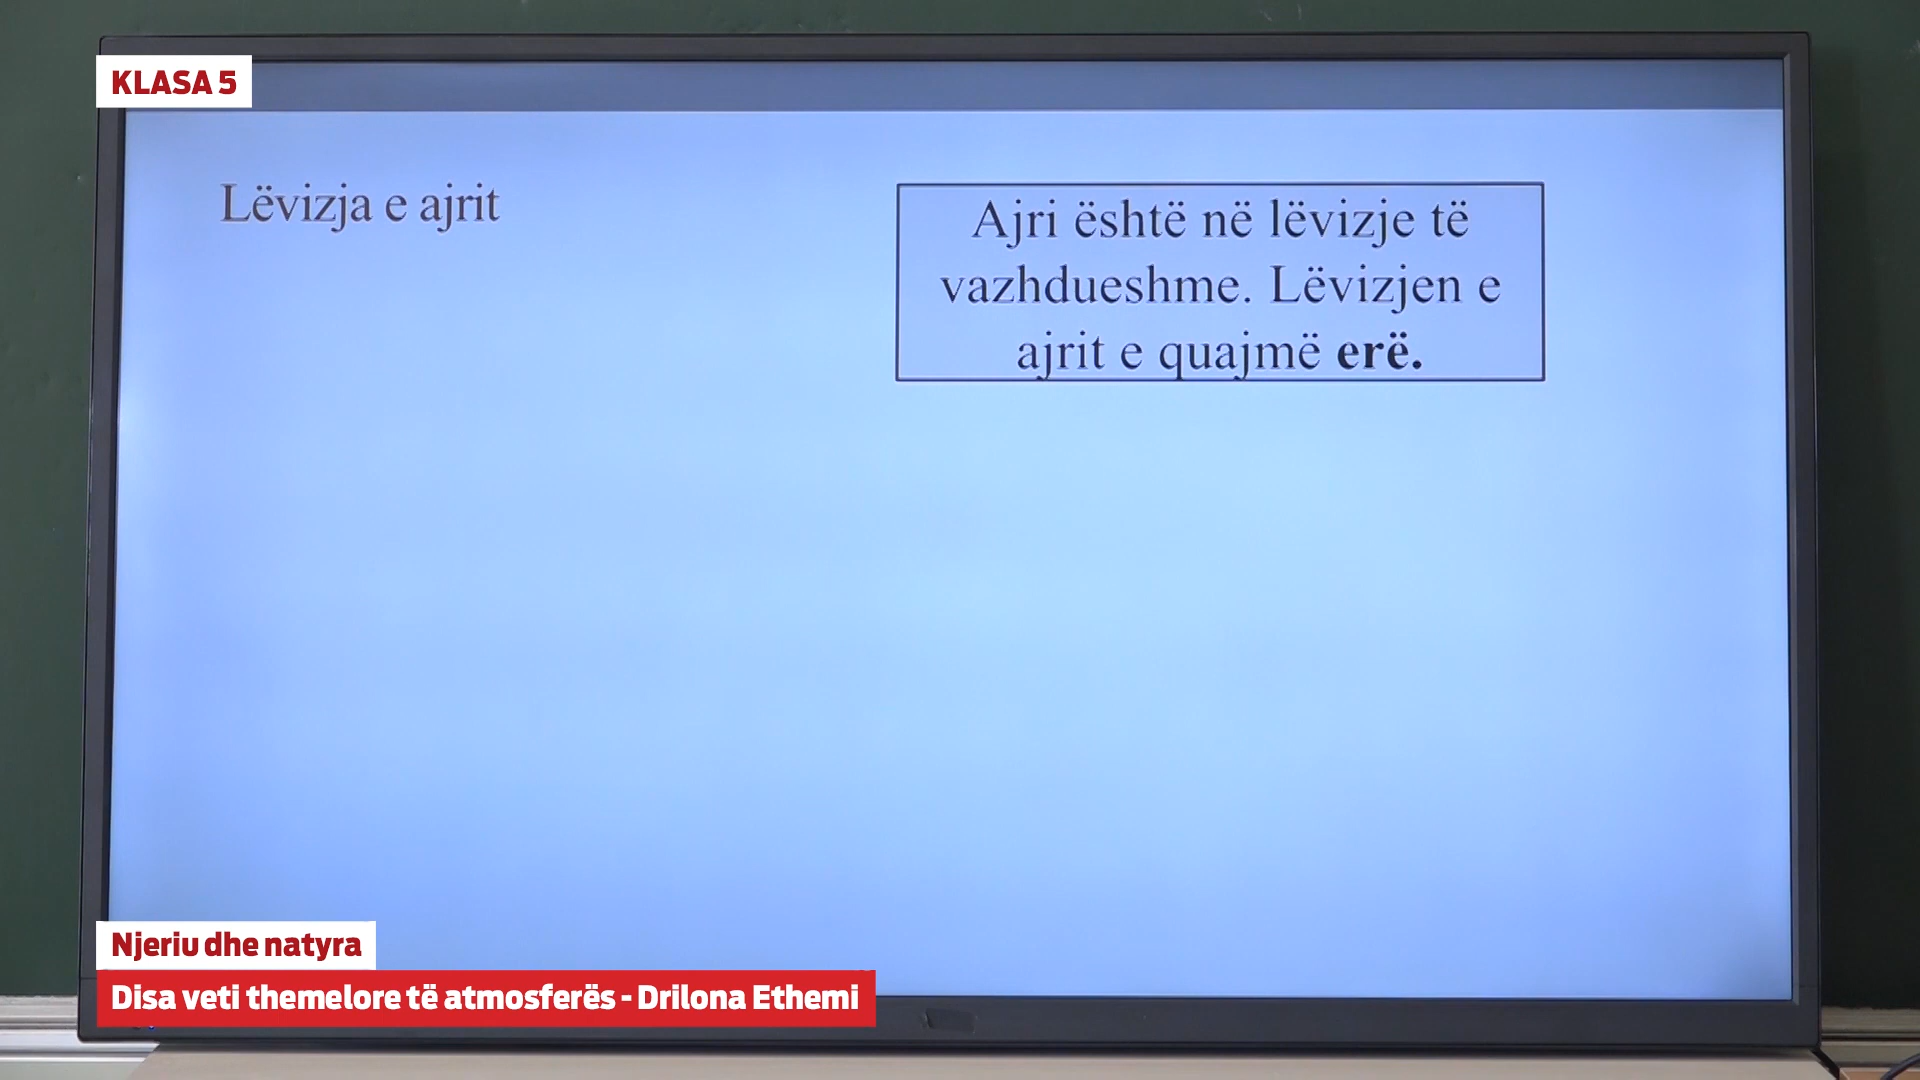 KLASA 5
Lëvizja e ajrit
Ajri është në lëvizje të
vazhdueshme. Lëvizjen e
ajrit e quajmë erë.
Njeriu dhe natyra
Disa veti themelore të atmosferës - Drilona Ethemi